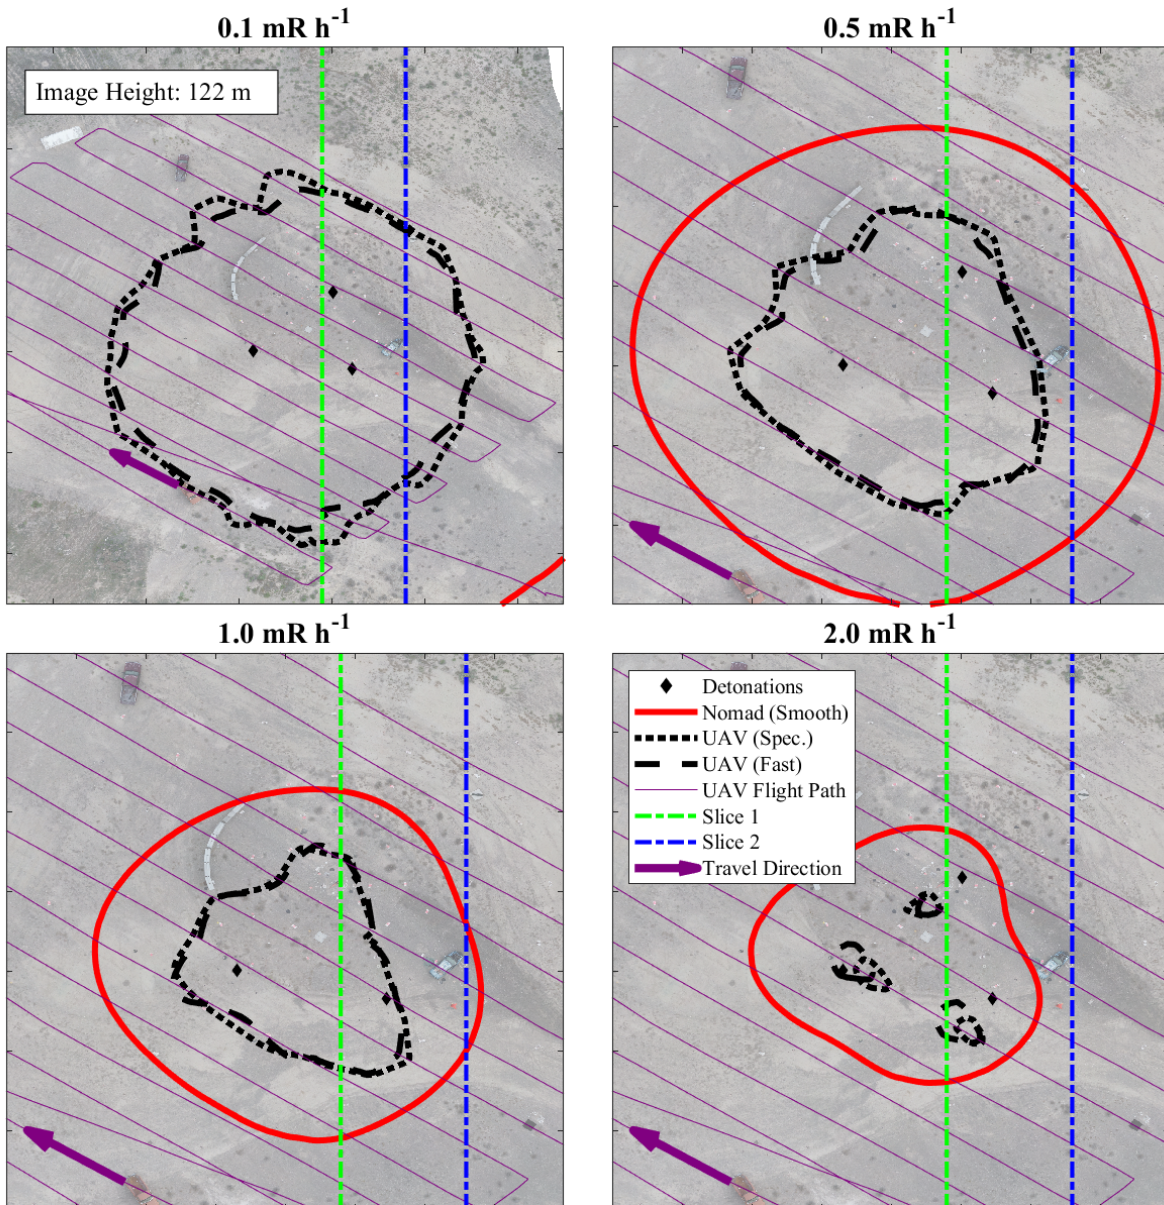 0.1 mR h⁻¹
0.5 mR h⁻¹
Image Height: 122 m
1.0 mR h⁻¹
2.0 mR h⁻¹
Detonations
Nomad (Smooth)
UAV (Spec.)
UAV (Fast)
UAV Flight Path
Slice 1
Slice 2
Travel Direction